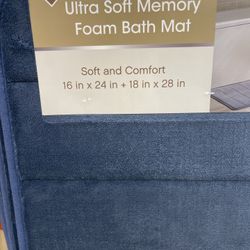 Ultra Soft Memory
Foam Bath Mat
Soft and Comfort
16 in x 24 in + 18 in x 28 in